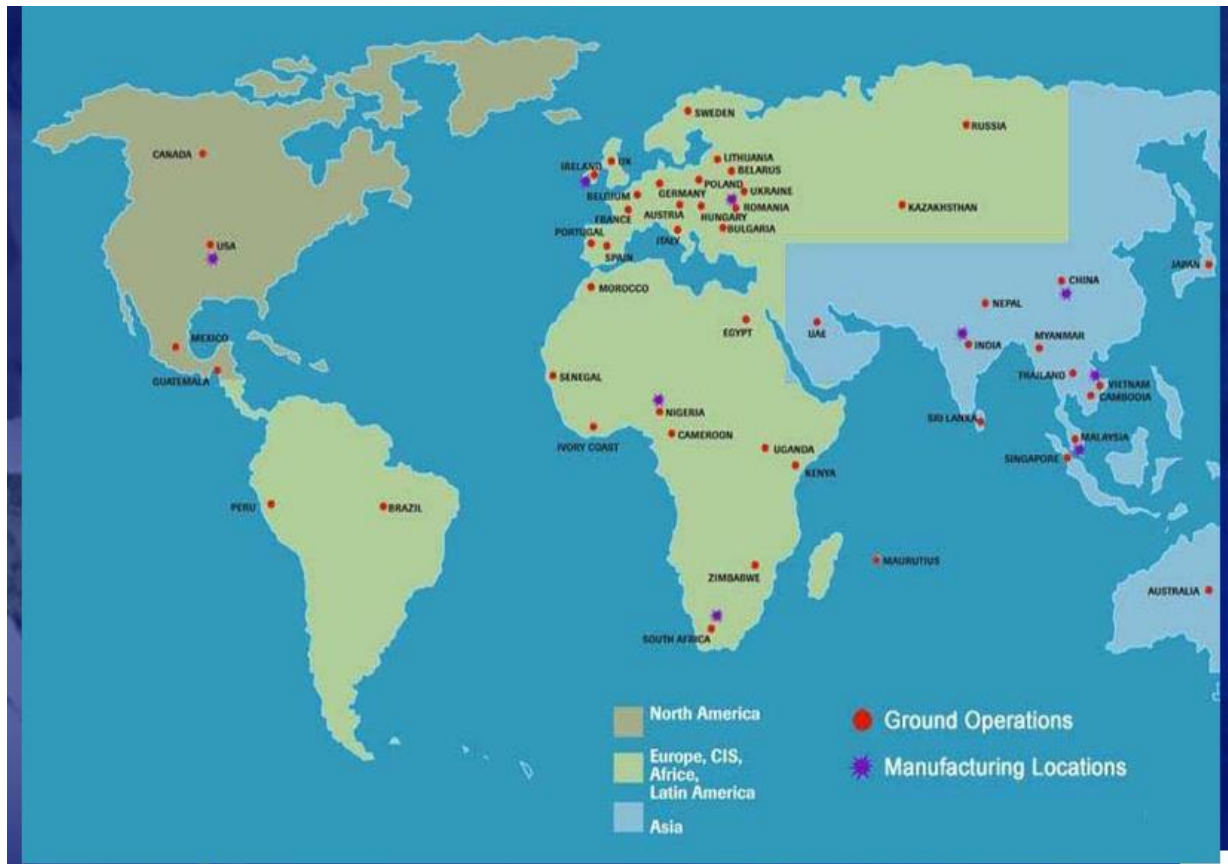 SWEDEN
RUSSIA
CANADA
IRELAND
UK
LITHUANIA
BELARUS
POLAND
UKRAINE
BELGIUM
GERMANY
ROMANIA
KAZAKHSTHAN
FRANCE
AUSTRIA
HUNGARY
BULGARIA
PORTUGAL
SPAIN
ITALY
USA
JAPAN
CHINA
MOROCCO
NEPAL
EGYPT
UAE
MEXICO
INDIA
MYANMAR
GUATEMALA
SENEGAL
THAILAND
VIETNAM
CAMBODIA
NIGERIA
SRI LANKA
CAMEROON
MALAYSIA
IVORY COAST
UGANDA
SINGAPORE
KENYA
PERU
BRAZIL
MAURUTIUS
ZIMBABWE
AUSTRALIA
SOUTH AFRICA
North America
Europe, CIS,
Africe,
Latin America
Asia
Ground Operations
Manufacturing Locations